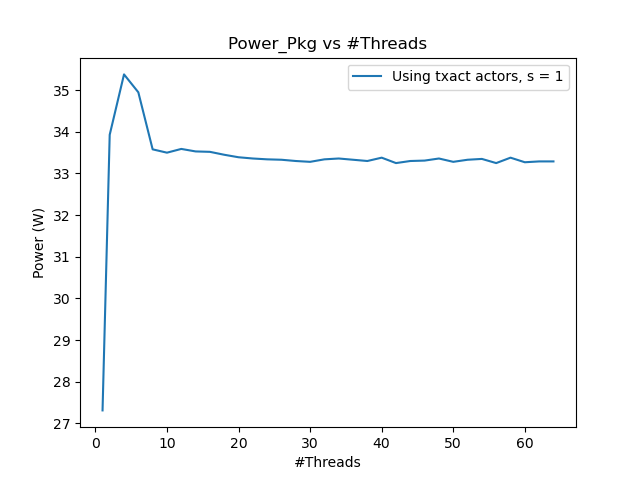 Power_Pkg vs #Threads
Using txact actors, s = 1
35
34
33
32
31
30
29
28
27
Power (W)
0 10 20 30 40 50 60
#Threads